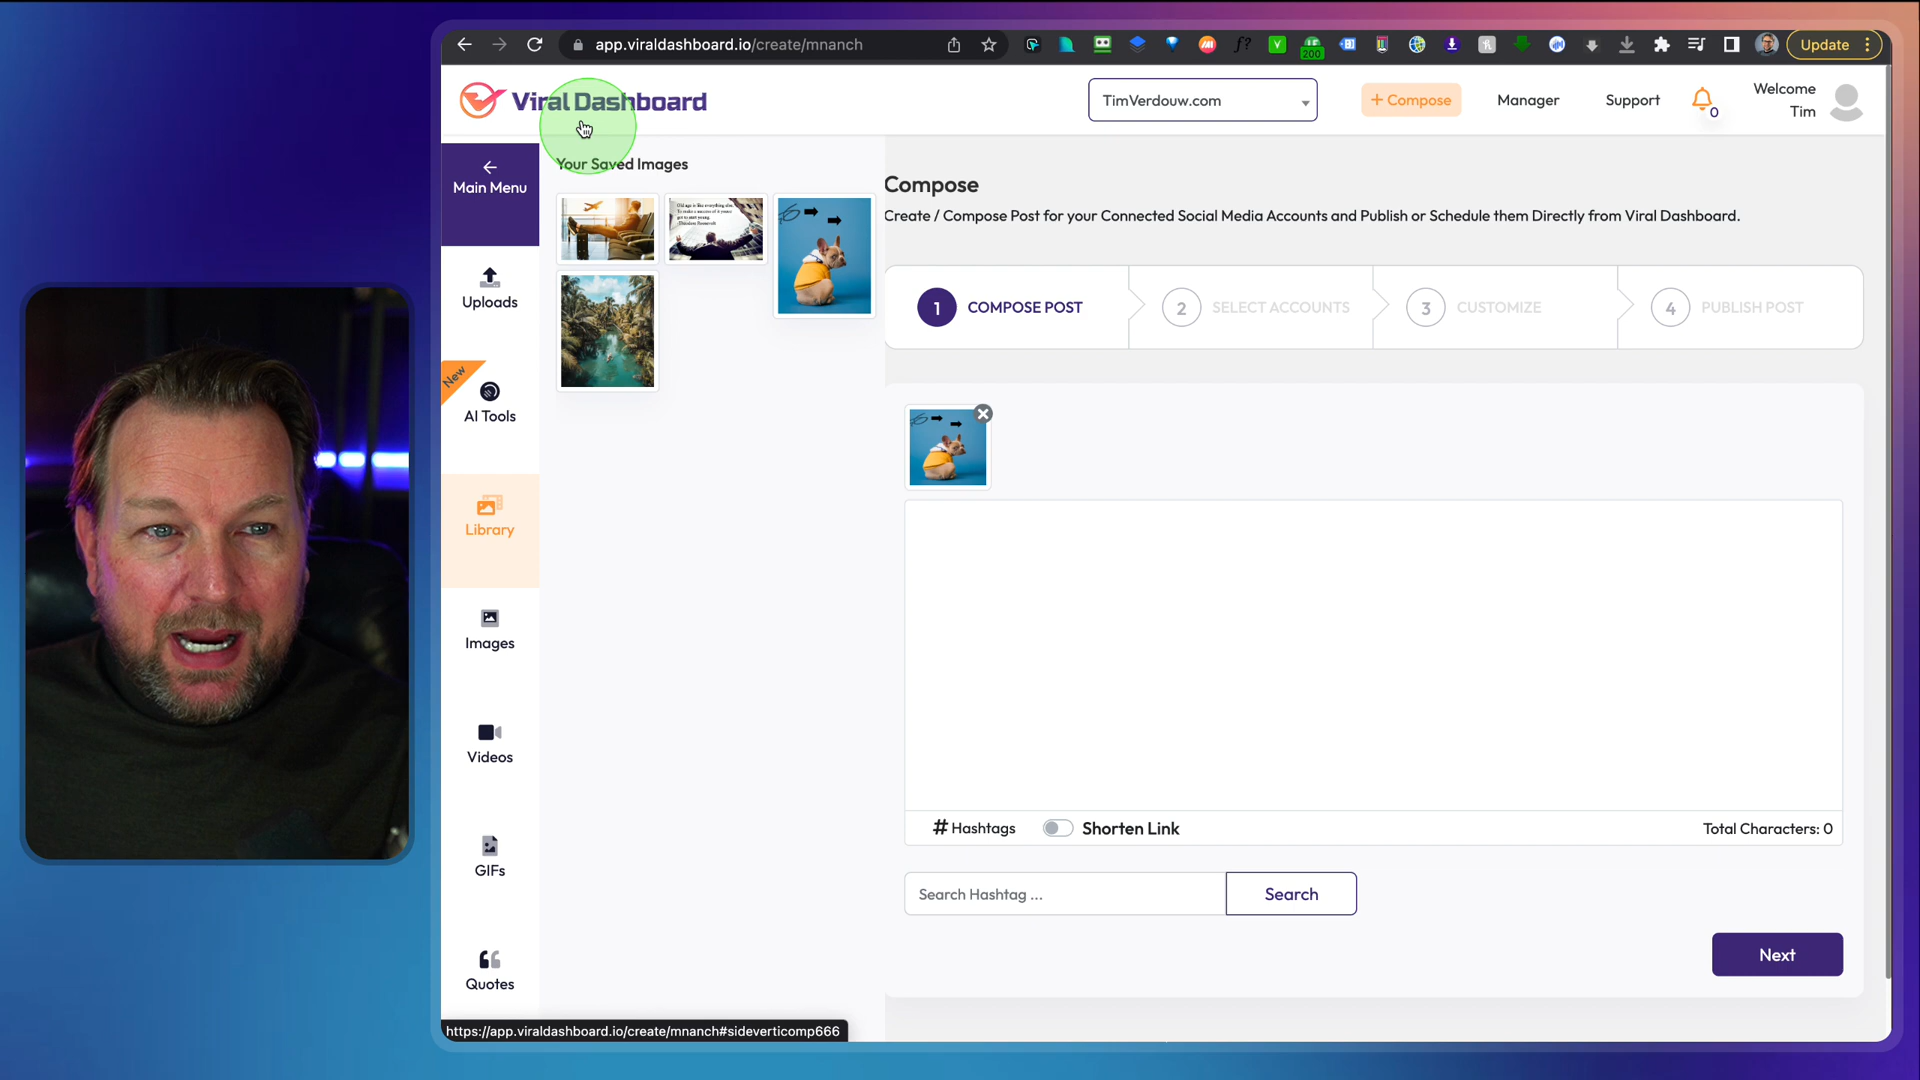 app.viraldashboard.io/create/mnanch
200
Update
Viral Dashboard
TimVerdouw.com
+ Compose
Manager
Support
0
Welcome
Tim
Main Menu
Uploads
New
AI Tools
Library
Images
Videos
GIFs
Quotes
Your Saved Images
Compose
Create / Compose Post for your Connected Social Media Accounts and Publish or Schedule them Directly from Viral Dashboard.
1 COMPOSE POST
2 SELECT ACCOUNTS
3 CUSTOMIZE
4 PUBLISH POST
# Hashtags
Shorten Link
Total Characters: 0
Search Hashtag ...
Search
Next
https://app.viraldashboard.io/create/mnanch#sideverticomp666